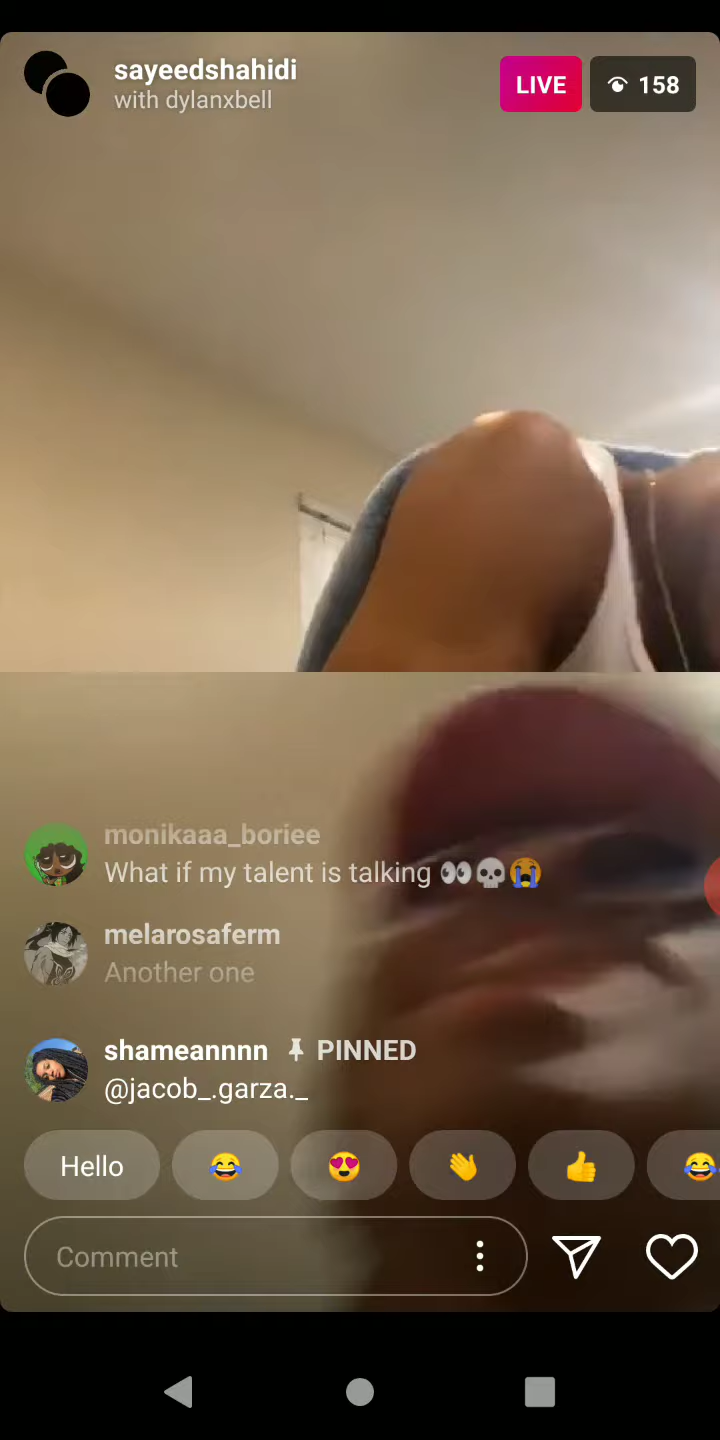 sayeedshahidi
with dylanxbell
LIVE
158
monikaaa_boriee
What if my talent is talking 👀💀😭
melarosaferm
Another one
shameannnn PINNED
@jacob_.garza._
Hello
Comment